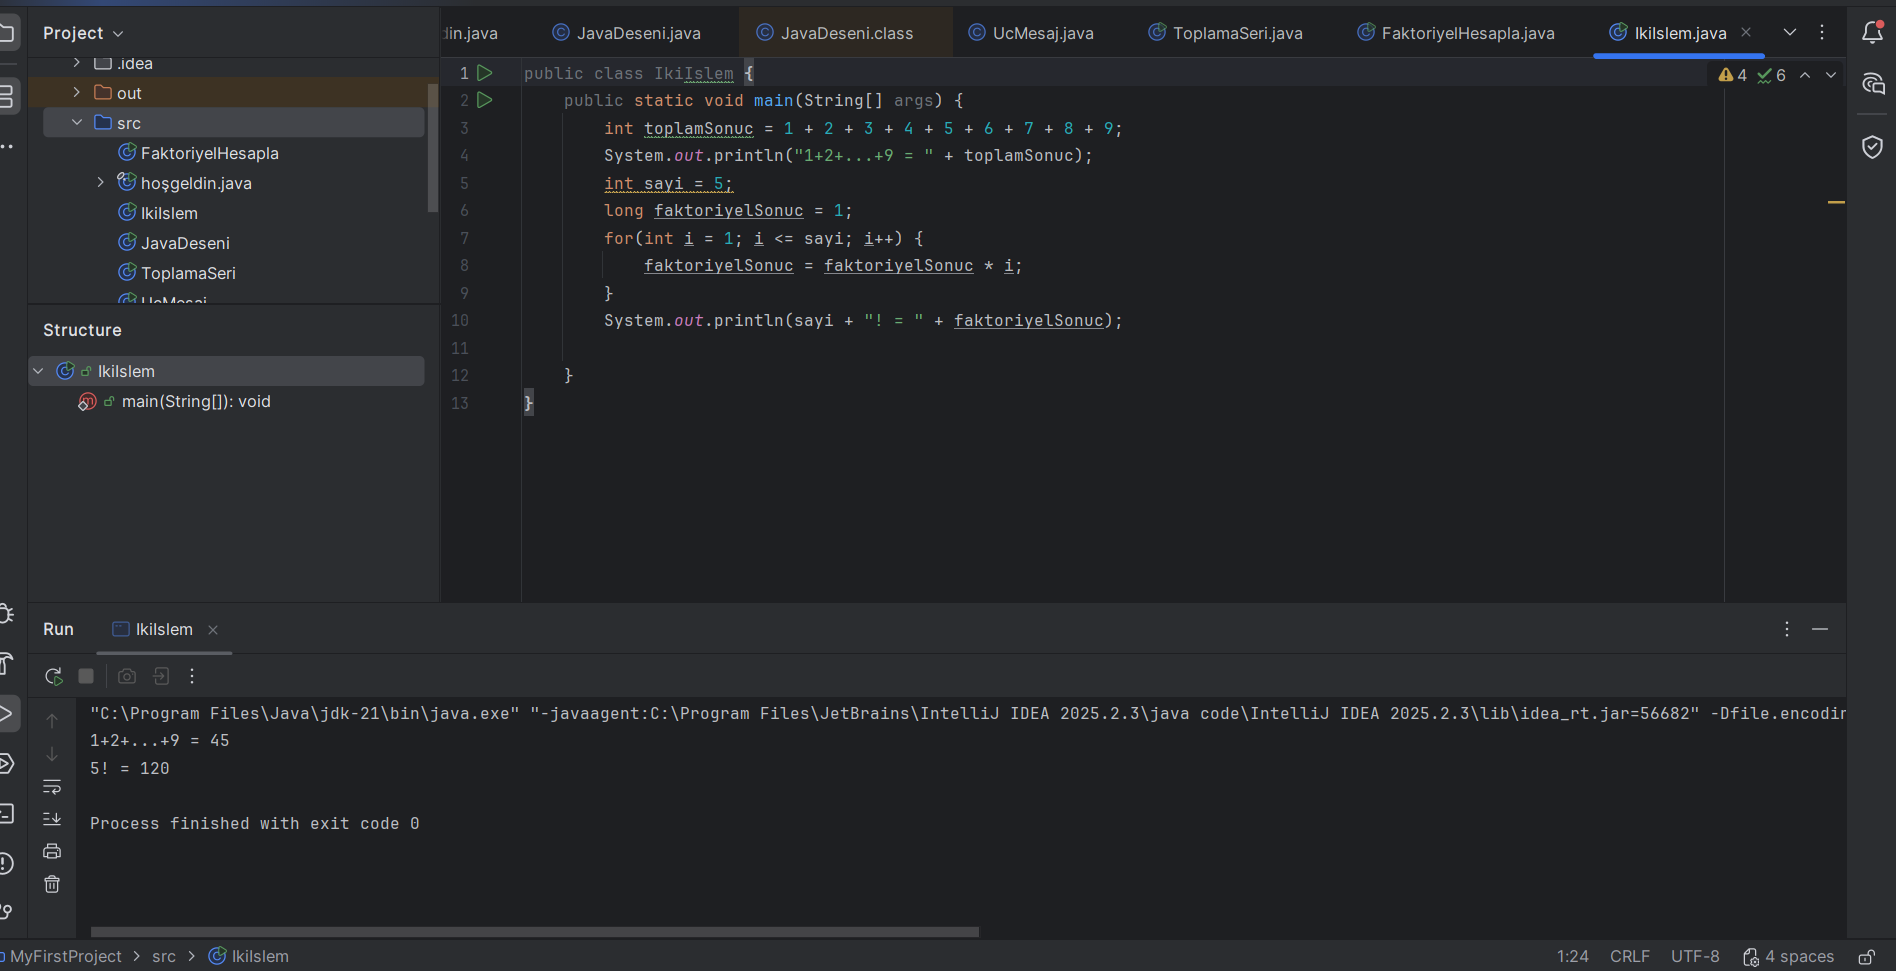 Project
din.java
JavaDeseni.java
JavaDeseni.class
UcMesaj.java
ToplamaSeri.java
FaktoriyelHesapla.java
IkiIslem.java
.idea
out
src
FaktoriyelHesapla
hoşgeldin.java
IkiIslem
JavaDeseni
ToplamaSeri
UcMesaj
Structure
IkiIslem
main(String[]): void
4 6
1 public class IkiIslem {
2 public static void main(String[] args) {
3 int toplamSonuc = 1 + 2 + 3 + 4 + 5 + 6 + 7 + 8 + 9;
4 System.out.println("1+2+...+9 = " + toplamSonuc);
5 int sayi = 5;
6 long faktoriyelSonuc = 1;
7 for(int i = 1; i <= sayi; i++) {
8 faktoriyelSonuc = faktoriyelSonuc * i;
9 }
10 System.out.println(sayi + "! = " + faktoriyelSonuc);
11
12 }
13 }
Run IkiIslem
"C:\Program Files\Java\jdk-21\bin\java.exe" "-javaagent:C:\Program Files\JetBrains\IntelliJ IDEA 2025.2.3\java code\IntelliJ IDEA 2025.2.3\lib\idea_rt.jar=56682" -Dfile.encodin
1+2+...+9 = 45
5! = 120
Process finished with exit code 0
MyFirstProject > src > IkiIslem
1:24 CRLF UTF-8 4 spaces